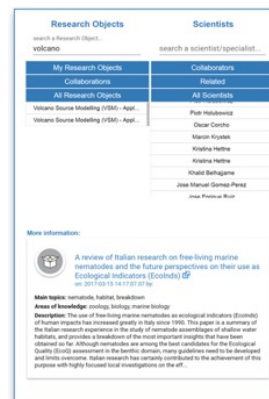 Research Objects
search a Research Object...
volcano
My Research Objects
Collaborations
All Research Objects
Volcano Source Modelling (VSM) - Appl...
Volcano Source Modelling (VSM) - Appl...
Scientists
search a scientist/specialist...
Collaborators
Related
All Scientists
Piotr Holubowicz
Oscar Corcho
Marcin Krystek
Kristina Hettne
Kristina Hettne
Khalid Belhajjame
Jose Manuel Gomez-Perez
Jose Enrique Ruiz
More information:
A review of Italian research on free-living marine
nematodes and the future perspectives on their use as
Ecological Indicators (EcoInds)
on: 2017-03-15 14:17:07.07 by:
Main topics: nematode, habitat, breakdown
Areas of knowledge: zoology, biology, marine biology
Description: The use of free-living marine nematodes as ecological indicators (EcoInds)
of human impacts has increased greatly in Italy since 1990. This paper is a summary of
the Italian research experience in the study of nematode assemblages of shallow water
habitats, and provides a breakdown of the most important insights that have been
obtained so far. Although nematodes are among the best candidates for the Ecological
Quality (EcoQ) assessment in the benthic domain, many guidelines need to be developed
and limits overcome. Italian research has certainly contributed to the achievement of this
purpose with highly focused local investigations on the eff...